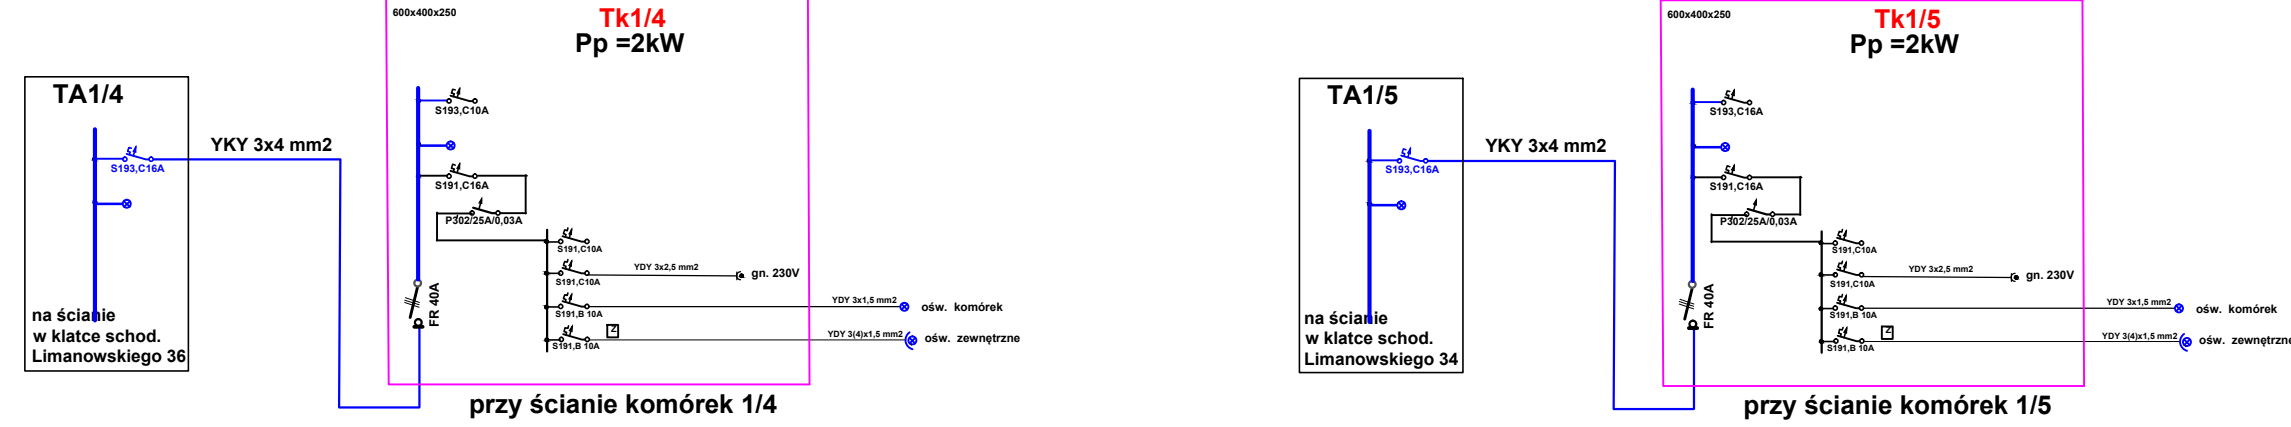 600x400x250
Tk1/4
Pp =2kW
TA1/4
S193,C10A
YKY 3x4 mm2
S193,C16A
S191,C16A
P302/25A/0,03A
S191,C10A
YDY 3x2,5 mm2
gn. 230V
S191,C10A
FR 40A
YDY 3x1,5 mm2
ośw. komórek
S191,B 10A
Z
YDY 3(4)x1,5 mm2
ośw. zewnętrzne
S191,B 10A
na ścianie
w klatce schod.
Limanowskiego 36
przy ścianie komórek 1/4
600x400x250
Tk1/5
Pp =2kW
TA1/5
S193,C16A
YKY 3x4 mm2
S193,C16A
S191,C16A
P302/25A/0,03A
S191,C10A
YDY 3x2,5 mm2
gn. 230V
S191,C10A
FR 40A
YDY 3x1,5 mm2
ośw. komórek
S191,B 10A
Z
YDY 3(4)x1,5 mm2
ośw. zewnętrzne
S191,B 10A
na ścianie
w klatce schod.
Limanowskiego 34
przy ścianie komórek 1/5